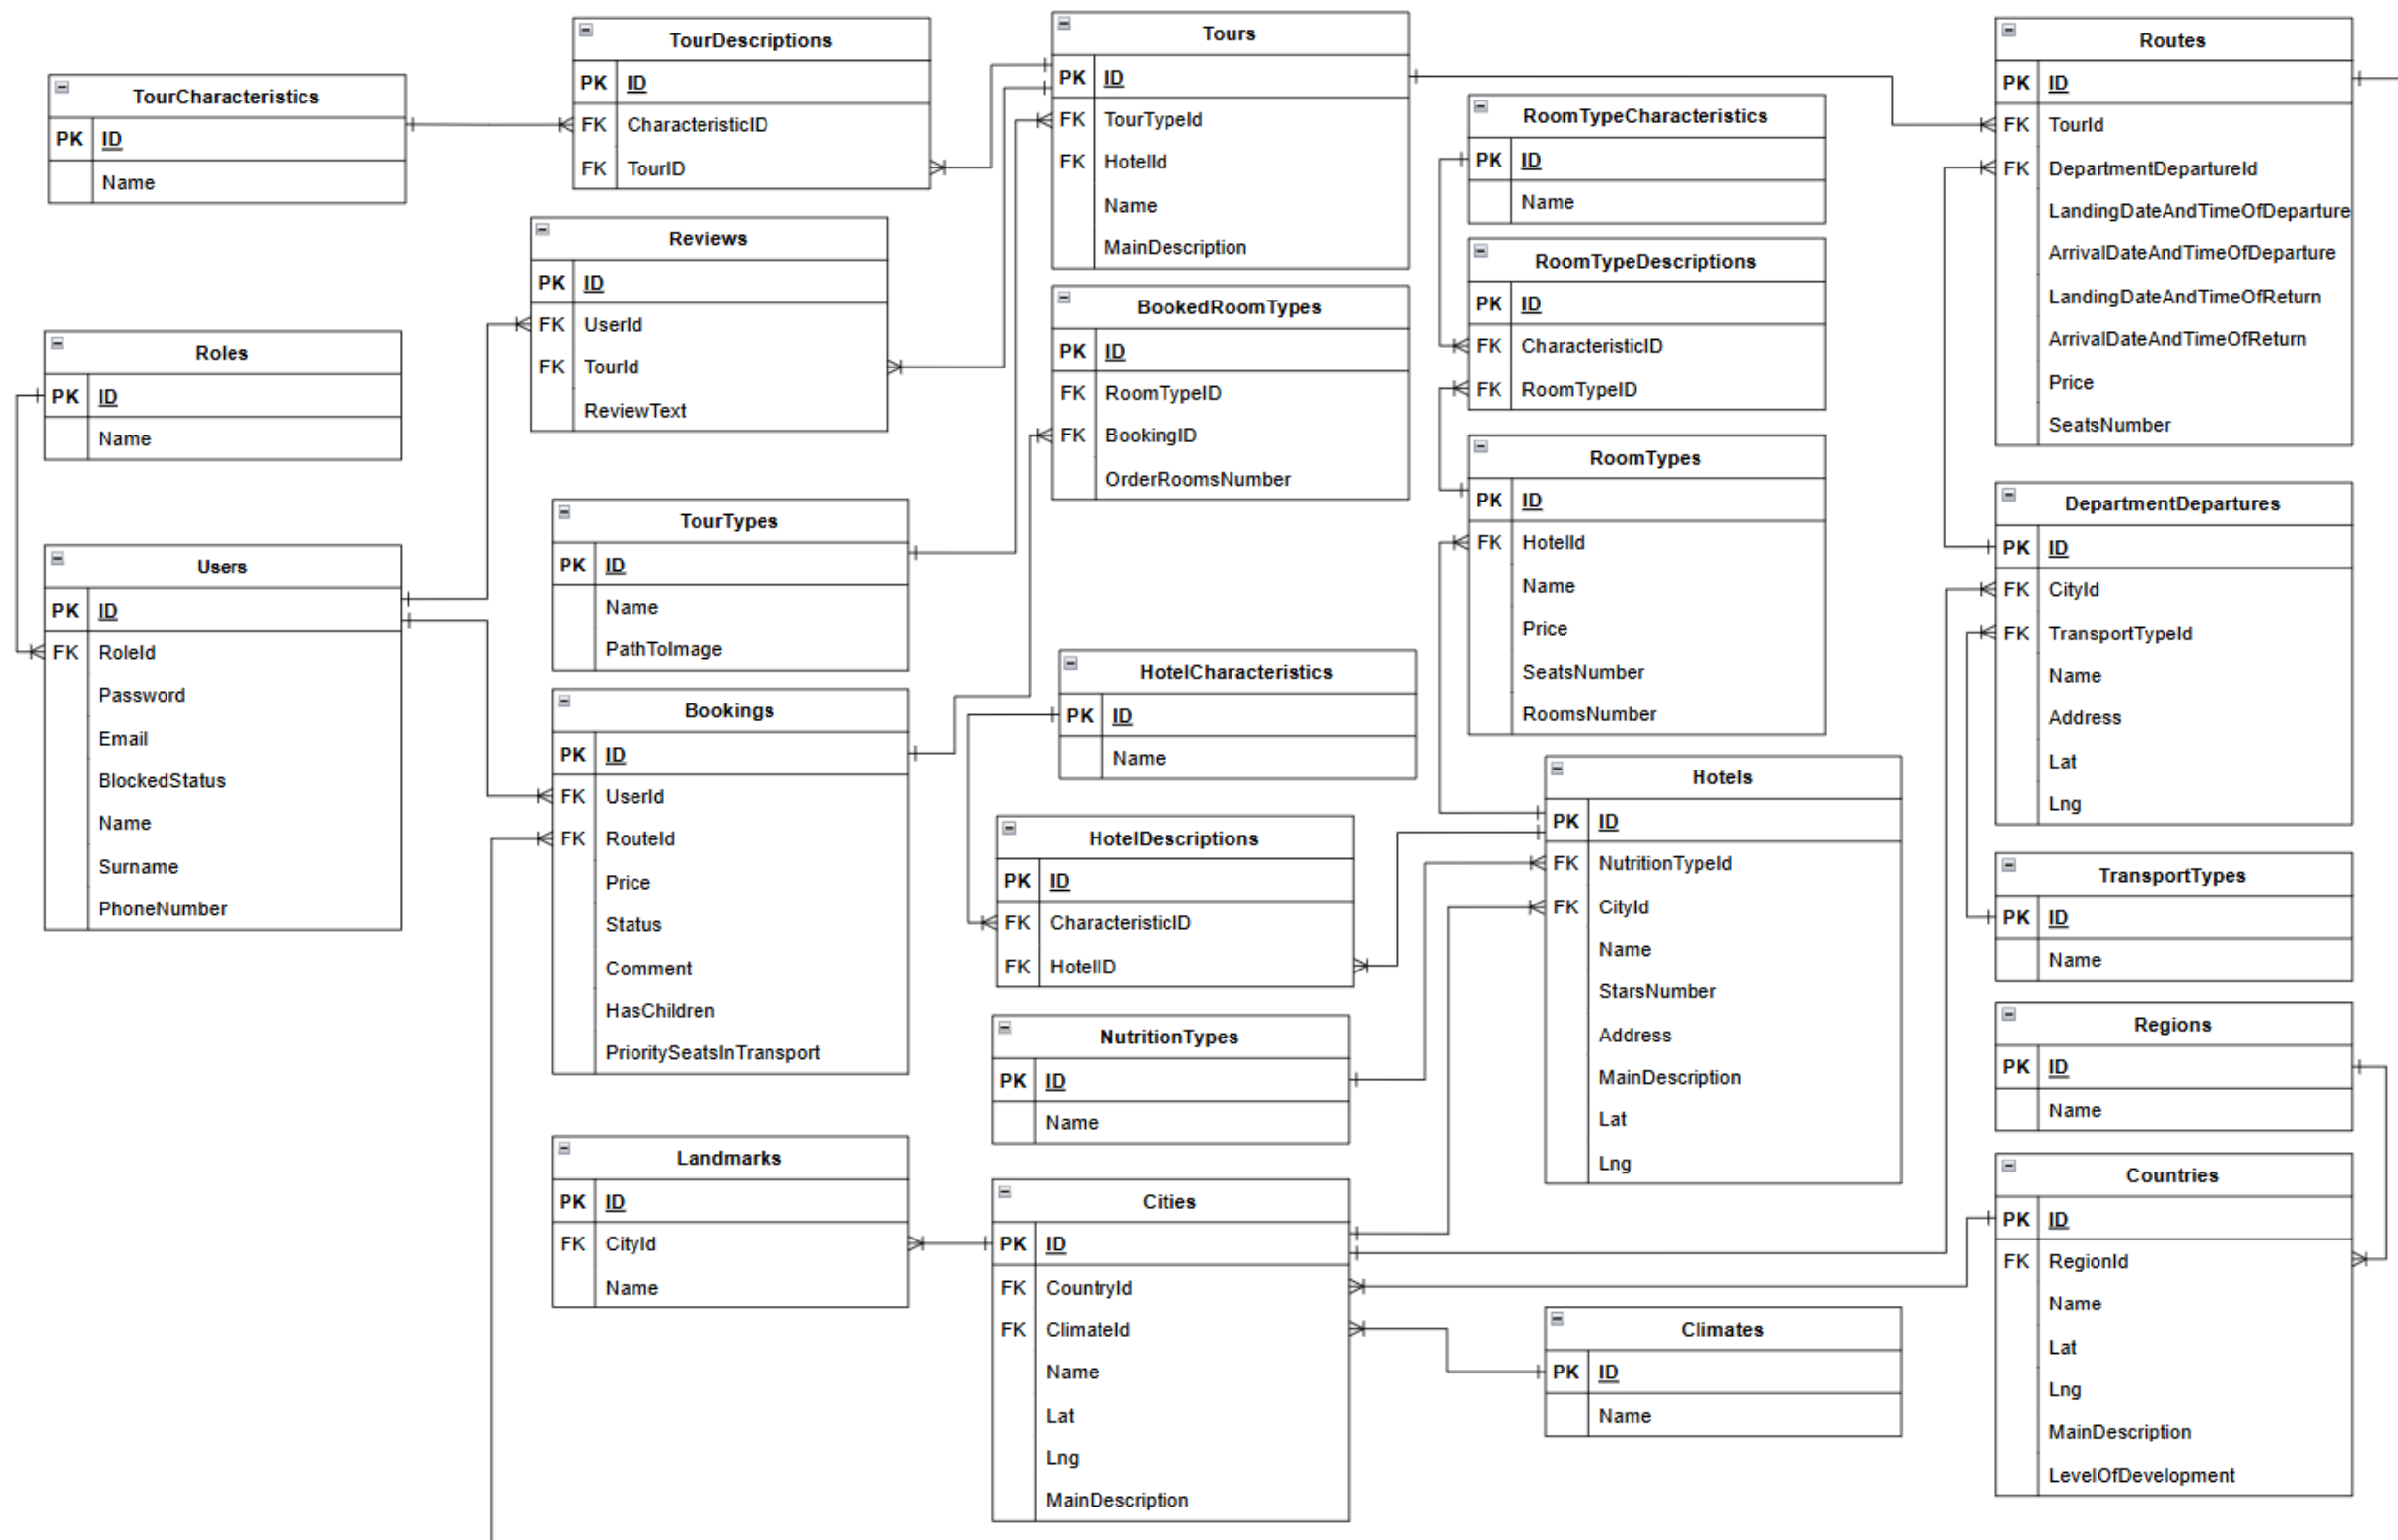 TourCharacteristics
PK ID
Name
TourDescriptions
PK ID
FK CharacteristicID
FK TourID
Tours
PK ID
FK TourTypeId
FK HotelId
Name
MainDescription
Routes
PK ID
FK TourId
FK DepartmentDepartureId
LandingDateAndTimeOfDeparture
ArrivalDateAndTimeOfDeparture
LandingDateAndTimeOfReturn
ArrivalDateAndTimeOfReturn
Price
SeatsNumber
RoomTypeCharacteristics
PK ID
Name
Reviews
PK ID
FK UserId
FK TourId
ReviewText
RoomTypeDescriptions
PK ID
FK CharacteristicID
FK RoomTypeID
BookedRoomTypes
PK ID
FK RoomTypeID
FK BookingID
OrderRoomsNumber
Roles
PK ID
Name
RoomTypes
PK ID
FK HotelId
Name
Price
SeatsNumber
RoomsNumber
DepartmentDepartures
PK ID
FK CityId
FK TransportTypeId
Name
Address
Lat
Lng
TourTypes
PK ID
Name
PathToImage
Users
PK ID
FK RoleId
Password
Email
BlockedStatus
Name
Surname
PhoneNumber
HotelCharacteristics
PK ID
Name
Bookings
PK ID
FK UserId
FK RouteId
Price
Status
Comment
HasChildren
PrioritySeatsInTransport
Hotels
PK ID
FK NutritionTypeId
FK CityId
Name
StarsNumber
Address
MainDescription
Lat
Lng
HotelDescriptions
PK ID
FK CharacteristicID
FK HotelID
TransportTypes
PK ID
Name
NutritionTypes
PK ID
Name
Regions
PK ID
Name
Landmarks
PK ID
FK CityId
Name
Cities
PK ID
FK CountryId
FK ClimateId
Name
Lat
Lng
MainDescription
Countries
PK ID
FK RegionId
Name
Lat
Lng
MainDescription
LevelOfDevelopment
Climates
PK ID
Name